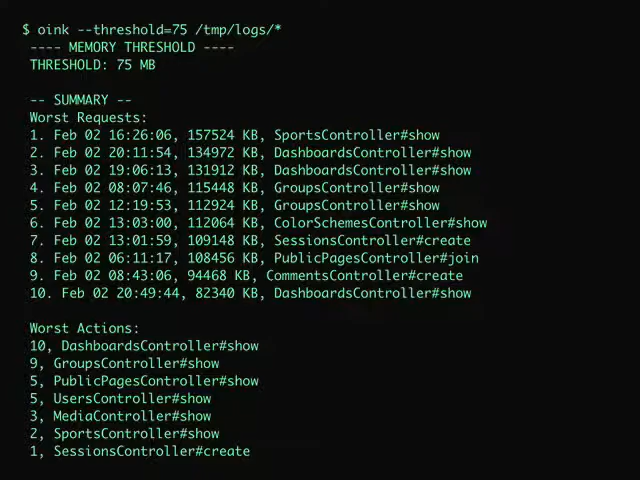 $ oink --threshold=75 /tmp/logs/*
---- MEMORY THRESHOLD ----
THRESHOLD: 75 MB
-- SUMMARY --
Worst Requests:
1. Feb 02 16:26:06, 157524 KB, SportsController#show
2. Feb 02 20:11:54, 134972 KB, DashboardsController#show
3. Feb 02 19:06:13, 131912 KB, DashboardsController#show
4. Feb 02 08:07:46, 115448 KB, GroupsController#show
5. Feb 02 12:19:53, 112924 KB, GroupsController#show
6. Feb 02 13:03:00, 112064 KB, ColorSchemesController#show
7. Feb 02 13:01:59, 109148 KB, SessionsController#create
8. Feb 02 06:11:17, 108456 KB, PublicPagesController#join
9. Feb 02 08:43:06, 94468 KB, CommentsController#create
10. Feb 02 20:49:44, 82340 KB, DashboardsController#show
Worst Actions:
10, DashboardsController#show
9, GroupsController#show
5, PublicPagesController#show
5, UsersController#show
3, MediaController#show
2, SportsController#show
1, SessionsController#create